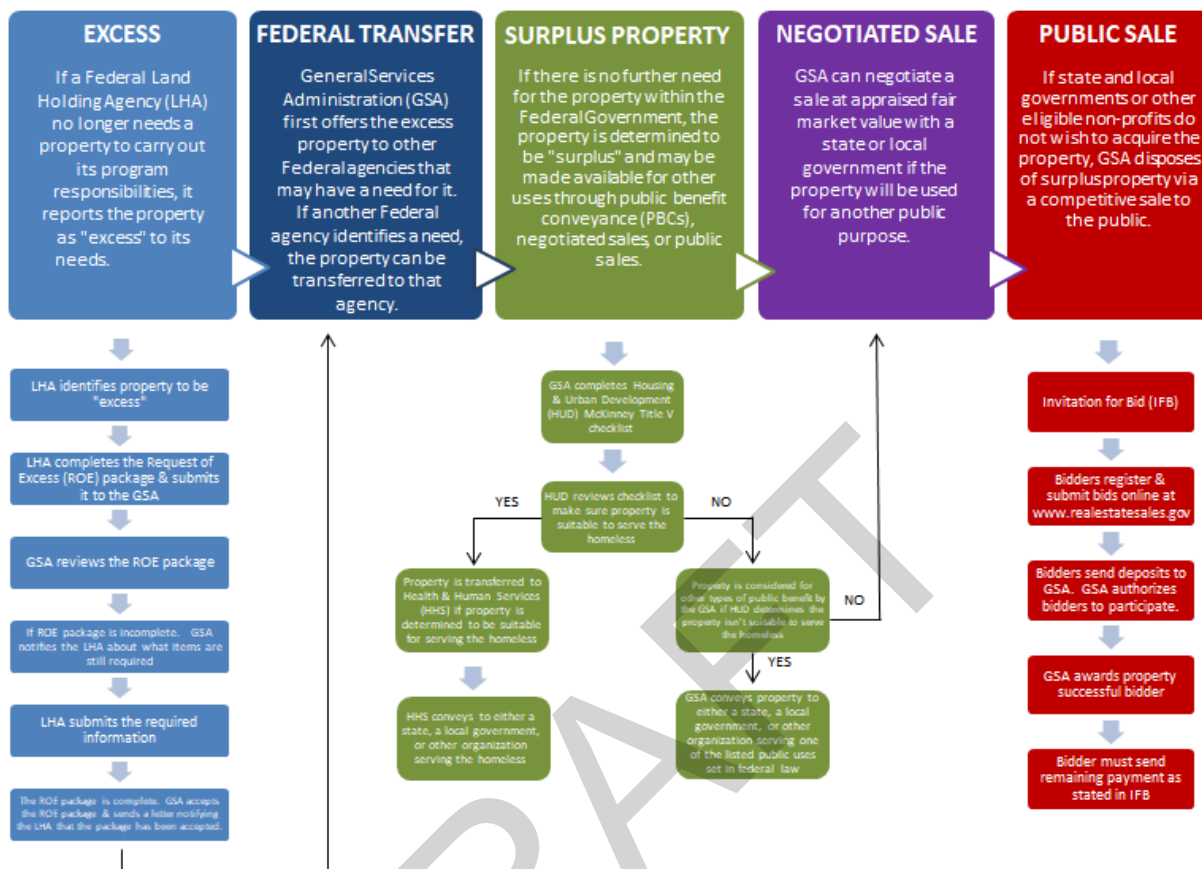 EXCESS
If a Federal Land
Holding Agency (LHA)
no longer needs a
property to carry out
its program
responsibilities, it
reports the property
as "excess" to its
needs.
FEDERAL TRANSFER
General Services
Administration (GSA)
first offers the excess
property to other
Federal agencies that
may have a need for it.
If another Federal
agency identifies a need,
the property can be
transferred to that
agency.
SURPLUS PROPERTY
If there is no further need
for the property within the
Federal Government, the
property is determined to
be "surplus" and may be
made available for other
uses through public benefit
conveyance (PBCs),
negotiated sales, or public
sales.
NEGOTIATED SALE
GSA can negotiate a
sale at appraised fair
market value with a
state or local
government if the
property will be used
for another public
purpose.
PUBLIC SALE
If state and local
governments or other
eligible non-profits do
not wish to acquire the
property, GSA disposes
of surplus property via
a competitive sale to
the public.
LHA identifies property to be
"excess"
LHA completes the Request of
Excess (ROE) package & submits
it to the GSA
GSA reviews the ROE package
If ROE package is incomplete. GSA
notifies the LHA about what items are
still required
LHA submits the required
information
The ROE package is complete. GSA accepts
the ROE package & sends a letter notifying
the LHA that the package has been accepted.
GSA completes Housing
& Urban Development
(HUD) McKinney Title V
checklist
HUD reviews checklist to
make sure property is
suitable to serve the
homeless
YES
NO
Property is transferred to
Health & Human Services
(HHS) if property is
determined to be suitable
for serving the homeless
HHS conveys to either a
state, a local government,
or other organization
serving the homeless
Property is considered for
other types of public benefit by
the GSA if HUD determines the
property isn't suitable to serve
the homeless
NO
YES
GSA conveys property to
either a state, a local
government, or other
organization serving one
of the listed public uses
set in federal law
Invitation for Bid (IFB)
Bidders register &
submit bids online at
www.realestatesales.gov
Bidders send deposits to
GSA. GSA authorizes
bidders to participate.
GSA awards property
successful bidder
Bidder must send
remaining payment as
stated in IFB
DRAFT